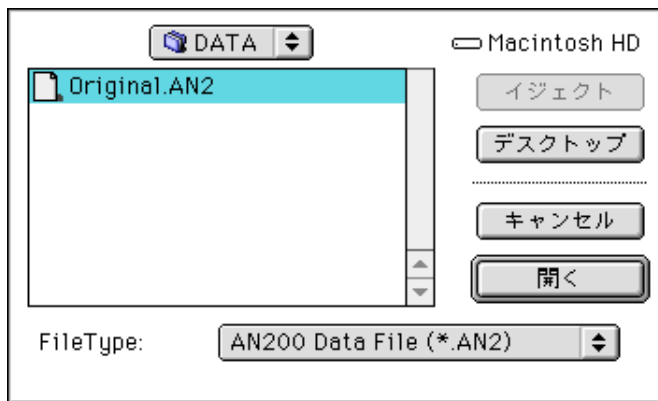 DATA
Macintosh HD
Original.AN2
イジェクト
デスクトップ
キャンセル
開く
FileType:
AN200 Data File (*.AN2)